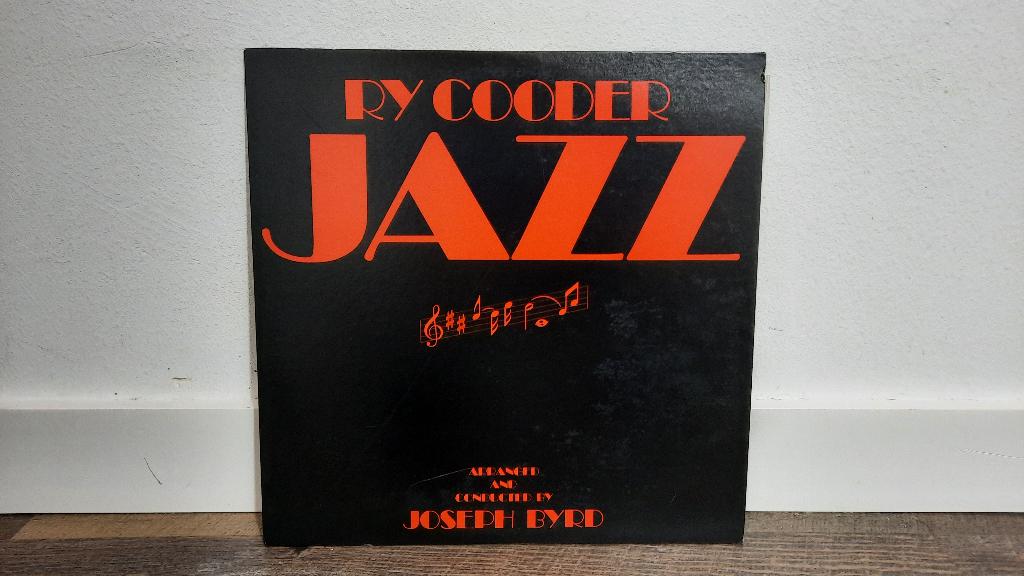 RY COODER
JAZZ
ARRANGED
AND
CONDUCTED BY
JOSEPH BYRD